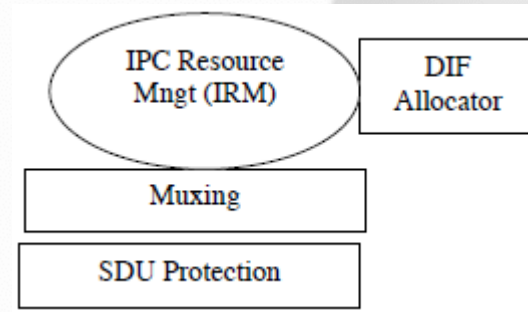 IPC Resource
Mngt (IRM)
DIF
Allocator
Muxing
SDU Protection